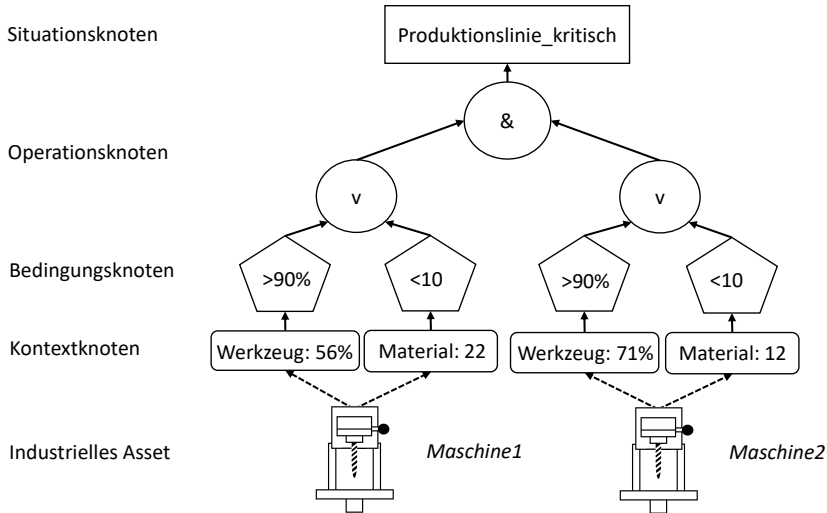 Situationsknoten
Produktionslinie_kritisch
&
Operationsknoten
v
v
Bedingungsknoten
>90%
<10
>90%
<10
Kontextknoten
Werkzeug: 56%
Material: 22
Werkzeug: 71%
Material: 12
Industrielles Asset
Maschine1
Maschine2